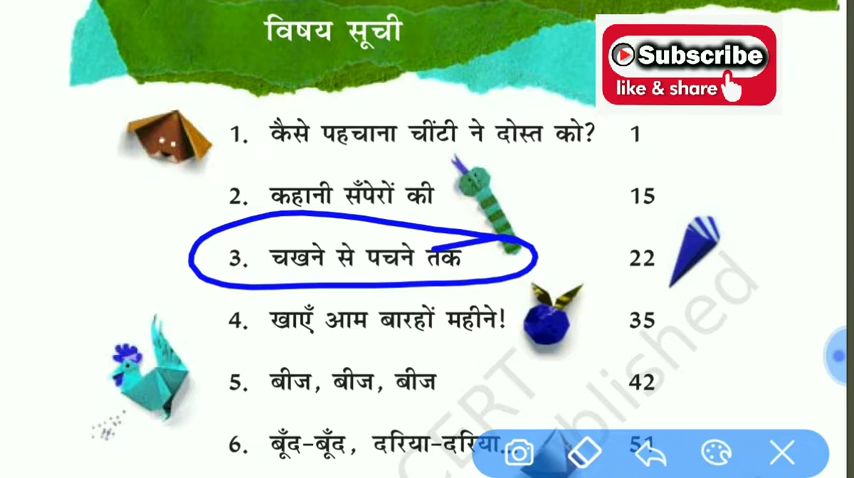 विषय सूची
Subscribe
like & share
1. कैसे पहचाना चींटी ने दोस्त को? 1
2. कहानी सँपेरों की 15
3. चखने से पचने तक 22
4. खाएँ आम बारहों महीने! 35
5. बीज, बीज, बीज 42
6. बूँद-बूँद, दरिया-दरिया... 51